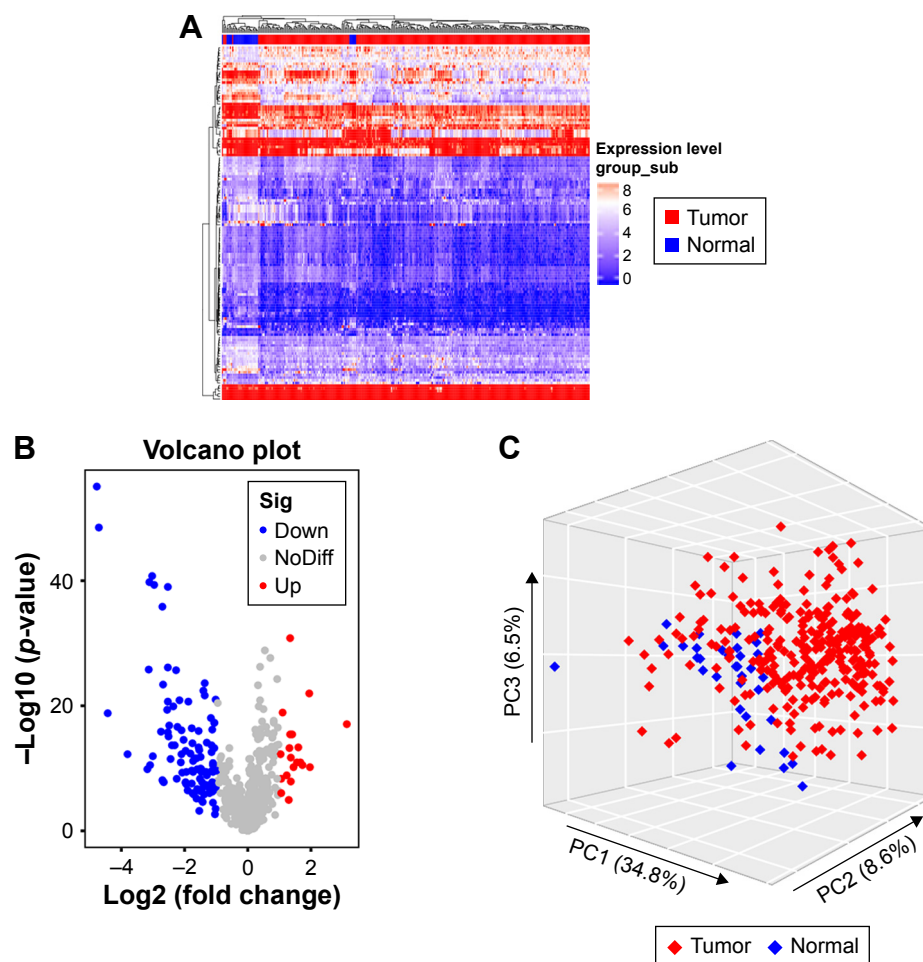 A
Expression level
group_sub
8
6
4
2
0
Tumor
Normal
B
Volcano plot
Sig
Down
NoDiff
Up
40
20
0
–4
–2
0
2
4
–Log10 (p-value)
Log2 (fold change)
C
PC3 (6.5%)
PC1 (34.8%)
PC2 (8.6%)
Tumor
Normal